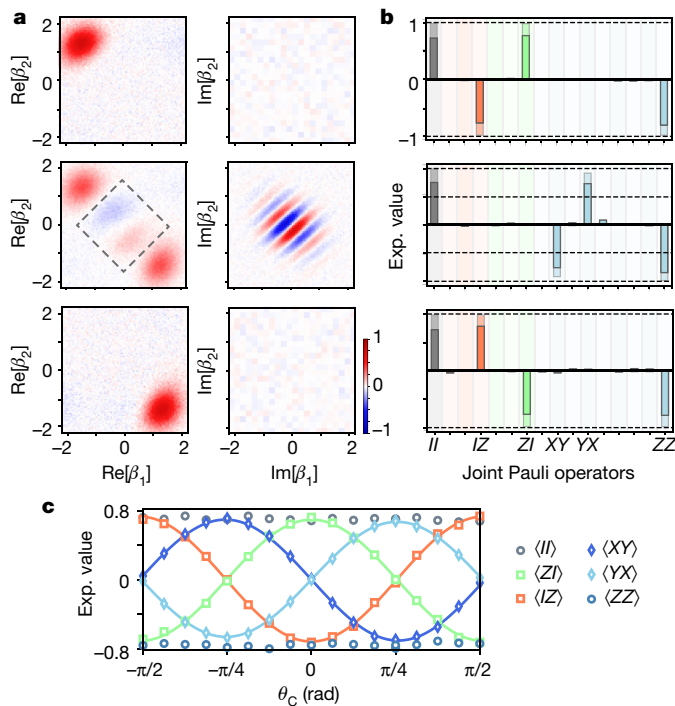 a
b
2
0
−2
Re[β2]
Im[β2]
1
0
−1
2
0
−2
Re[β2]
Im[β2]
Exp. value
2
0
−2
Re[β2]
Im[β2]
1
0
−1
−2 0 2
−2 0 2
Re[β1]
Im[β1]
II IZ ZI XY YX ZZ
Joint Pauli operators
c
0.8
0
−0.8
Exp. value
−π/2 −π/4 0 π/4 π/2
θC (rad)
⟨II⟩ ⟨XY⟩
⟨ZI⟩ ⟨YX⟩
⟨IZ⟩ ⟨ZZ⟩